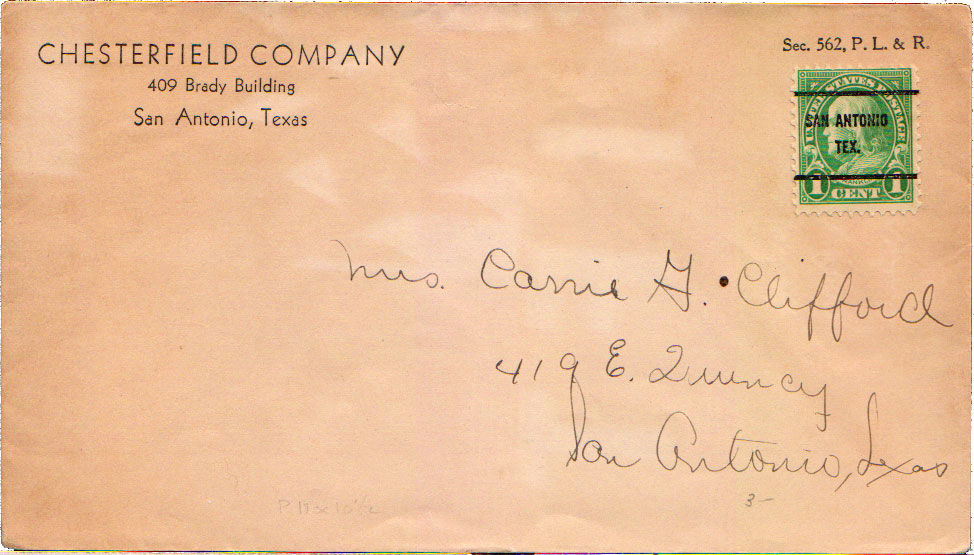 CHESTERFIELD COMPANY
409 Brady Building
San Antonio, Texas
Sec. 562, P. L. & R.
UNITED STATES POSTAGE
SAN ANTONIO
TEX.
FRANKLIN
1 CENT 1
Mrs. Carrie G. Clifford
419 E. Quincy
San Antonio, Texas
3-